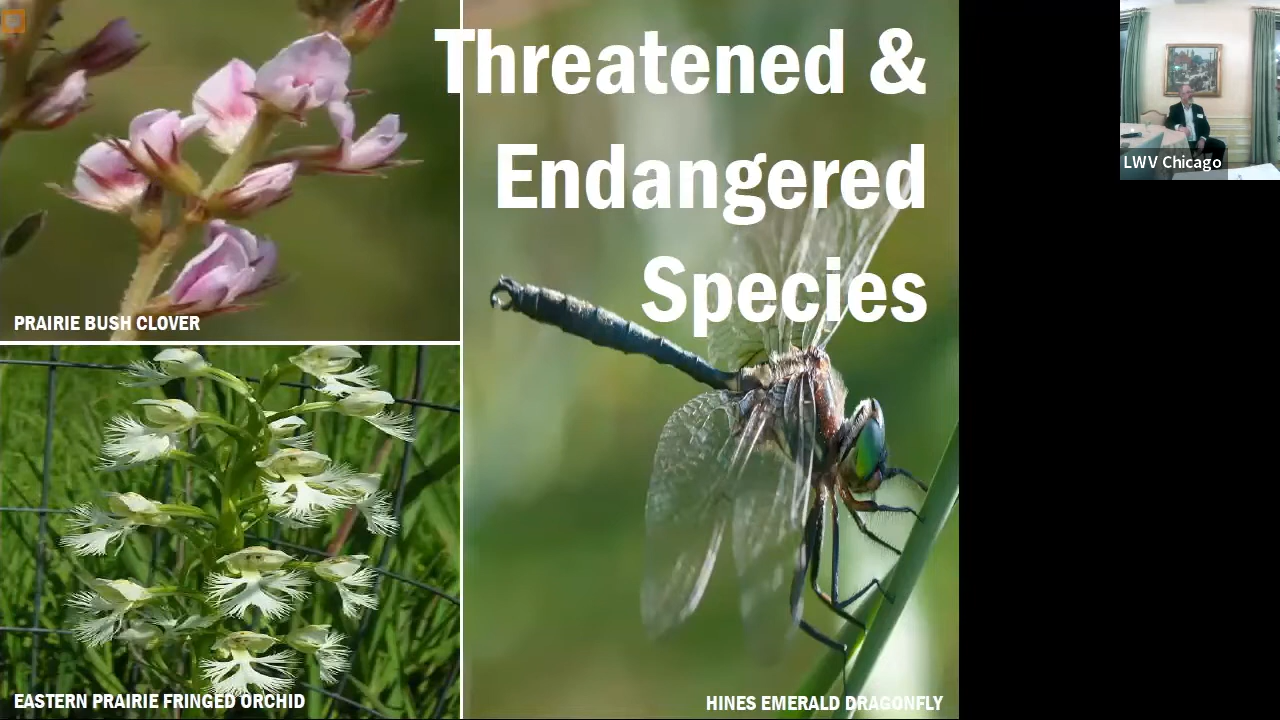 Threatened &
Endangered
Species
PRAIRIE BUSH CLOVER
EASTERN PRAIRIE FRINGED ORCHID
HINES EMERALD DRAGONFLY
LWV Chicago